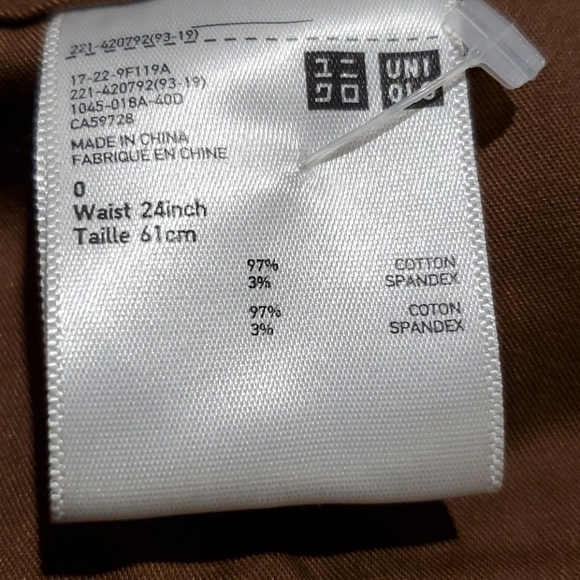 221-420792(93-19)
17-22-9F119A
221-420792(93-19)
1045-018A-40D
CA59728
MADE IN CHINA
FABRIQUÉ EN CHINE
ユニ
クロ
UNI
QLO
0
Waist 24inch
Taille 61cm
97% COTTON
3% SPANDEX
97% COTON
3% SPANDEX